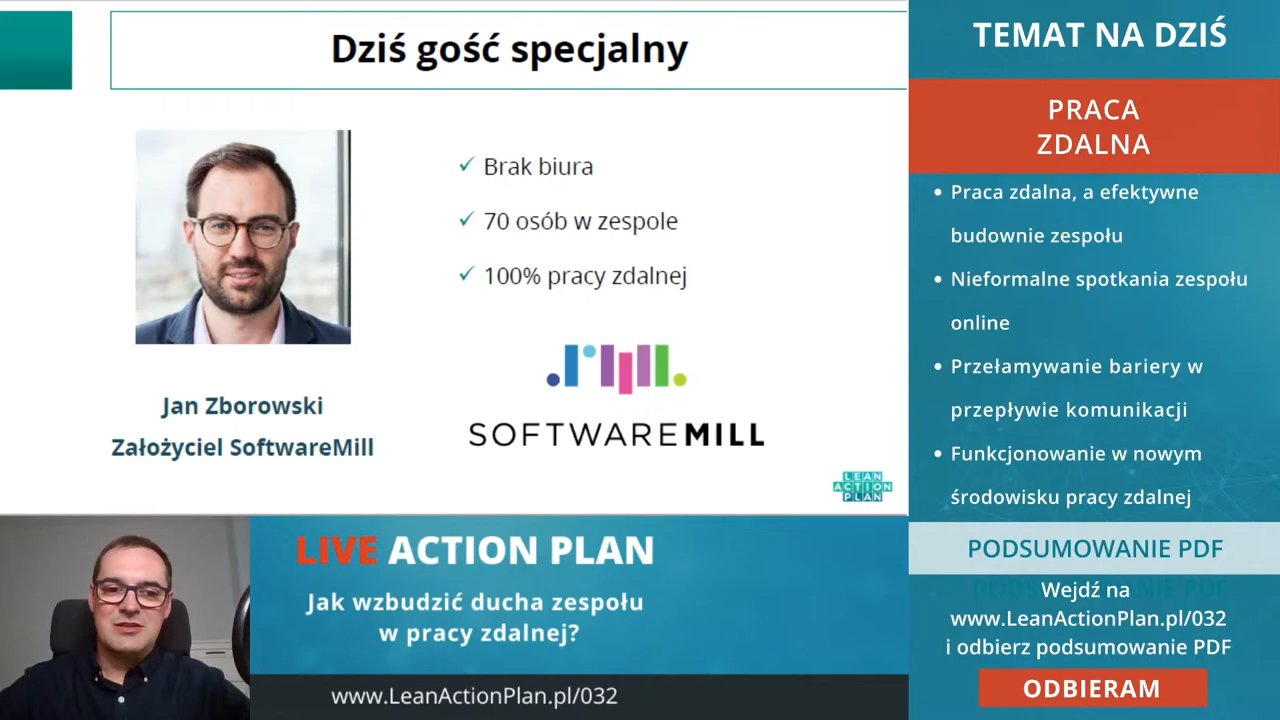 Dziś gość specjalny
Brak biura
70 osób w zespole
100% pracy zdalnej
Jan Zborowski
Założyciel SoftwareMill
SOFTWAREMILL
LEAN
ACTION
PLAN
LIVE ACTION PLAN
Jak wzbudzić ducha zespołu
w pracy zdalnej?
www.LeanActionPlan.pl/032
TEMAT NA DZIŚ
PRACA
ZDALNA
Praca zdalna, a efektywne
budownie zespołu
Nieformalne spotkania zespołu
online
Przełamywanie bariery w
przepływie komunikacji
Funkcjonowanie w nowym
środowisku pracy zdalnej
PODSUMOWANIE PDF
PODSUMOWANIE PDF
Wejdź na
www.LeanActionPlan.pl/032
i odbierz podsumowanie PDF
ODBIERAM